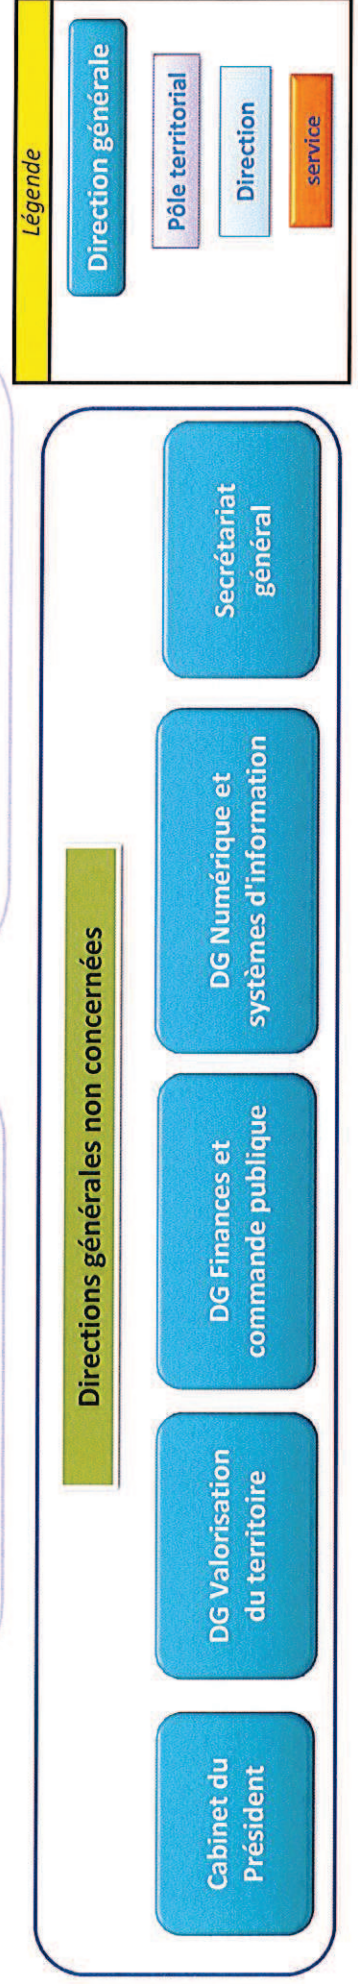 Directions générales non concernées
Cabinet du
Président
DG Valorisation
du territoire
DG Finances et
commande publique
DG Numérique et
systèmes d'information
Secrétariat
général
Légende
Direction générale
Pôle territorial
Direction
service